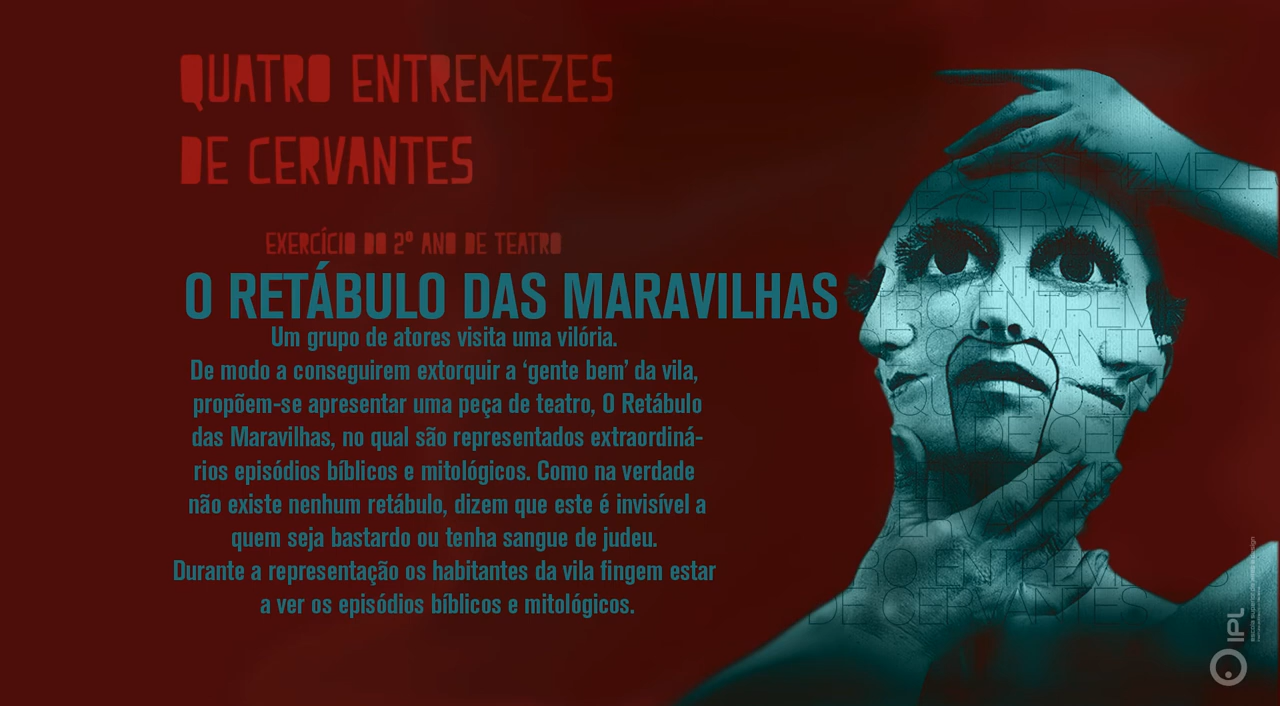 QUATRO ENTREMEZES
DE CERVANTES
EXERCÍCIO DO 2º ANO DE TEATRO
O RETÁBULO DAS MARAVILHAS
Um grupo de atores visita uma vilória.
De modo a conseguirem extorquir a ‘gente bem’ da vila,
propõem-se apresentar uma peça de teatro, O Retábulo
das Maravilhas, no qual são representados extraordiná-
rios episódios bíblicos e mitológicos. Como na verdade
não existe nenhum retábulo, dizem que este é invisível a
quem seja bastardo ou tenha sangue de judeu.
Durante a representação os habitantes da vila fingem estar
a ver os episódios bíblicos e mitológicos.
IPL